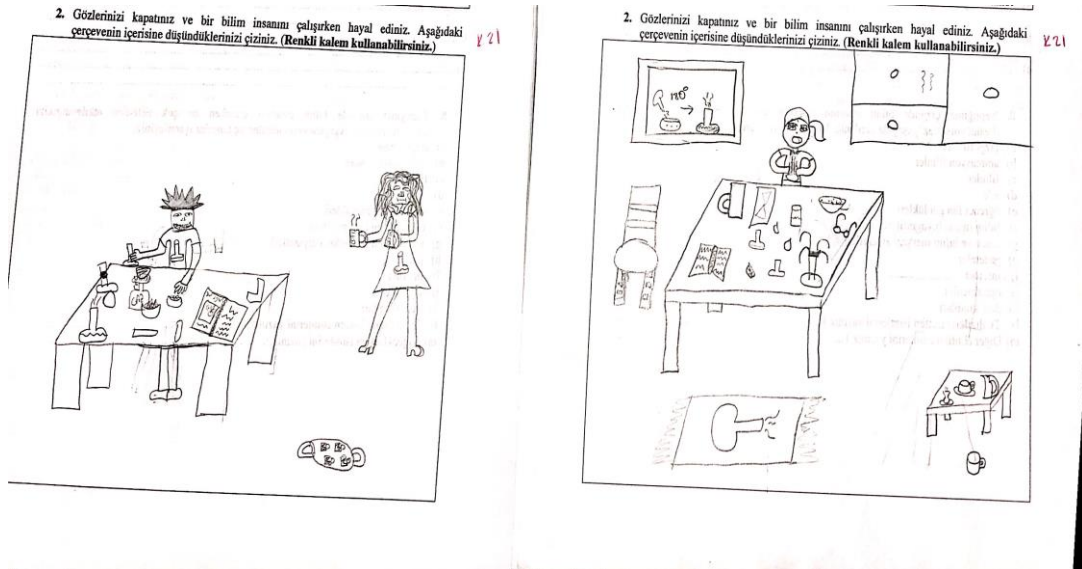 2. Gözlerinizi kapatınız ve bir bilim insanını çalışırken hayal ediniz. Aşağıdaki
çerçevenin içerisine düşündüklerinizi çiziniz. (Renkli kalem kullanabilirsiniz.)
K21
2. Gözlerinizi kapatınız ve bir bilim insanını çalışırken hayal ediniz. Aşağıdaki
çerçevenin içerisine düşündüklerinizi çiziniz. (Renkli kalem kullanabilirsiniz.)
K21